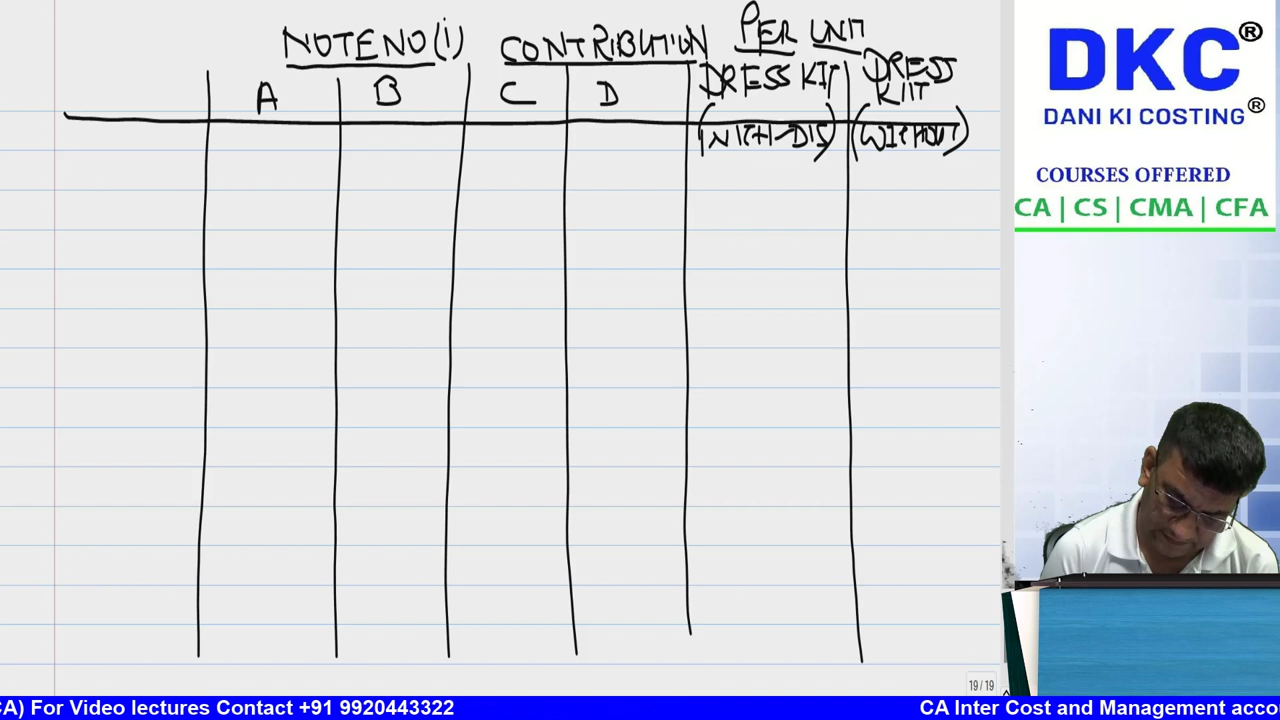 NOTE NO (i) CONTRIBUTION PER UNIT
A B C D DRESS KIT (WITH-DIS) DRESS KIT (WITHOUT)
DKC®
DANI KI COSTING®
COURSES OFFERED
CA | CS | CMA | CFA
19/19
CA) For Video lectures Contact +91 9920443322 CA Inter Cost and Management acco